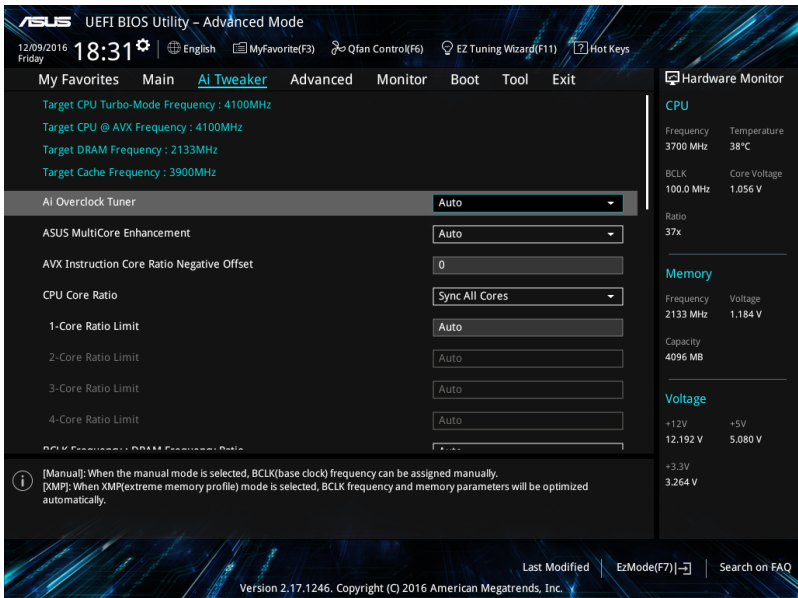 ASUS UEFI BIOS Utility – Advanced Mode
12/09/2016 Friday 18:31 English MyFavorite(F3) Qfan Control(F6) EZ Tuning Wizard(F11) ? Hot Keys
My Favorites Main Ai Tweaker Advanced Monitor Boot Tool Exit
Target CPU Turbo-Mode Frequency : 4100MHz
Target CPU @ AVX Frequency : 4100MHz
Target DRAM Frequency : 2133MHz
Target Cache Frequency : 3900MHz
Ai Overclock Tuner Auto
ASUS MultiCore Enhancement Auto
AVX Instruction Core Ratio Negative Offset 0
CPU Core Ratio Sync All Cores
1-Core Ratio Limit Auto
2-Core Ratio Limit Auto
3-Core Ratio Limit Auto
4-Core Ratio Limit Auto
BCLK Frequency : DRAM Frequency Ratio Auto
[Manual]: When the manual mode is selected, BCLK(base clock) frequency can be assigned manually.
[XMP]: When XMP(extreme memory profile) mode is selected, BCLK frequency and memory parameters will be optimized
automatically.
Hardware Monitor
CPU
Frequency Temperature
3700 MHz 38°C
BCLK Core Voltage
100.0 MHz 1.056 V
Ratio
37x
Memory
Frequency Voltage
2133 MHz 1.184 V
Capacity
4096 MB
Voltage
+12V +5V
12.192 V 5.080 V
+3.3V
3.264 V
Last Modified EzMode(F7) Search on FAQ
Version 2.17.1246. Copyright (C) 2016 American Megatrends, Inc.